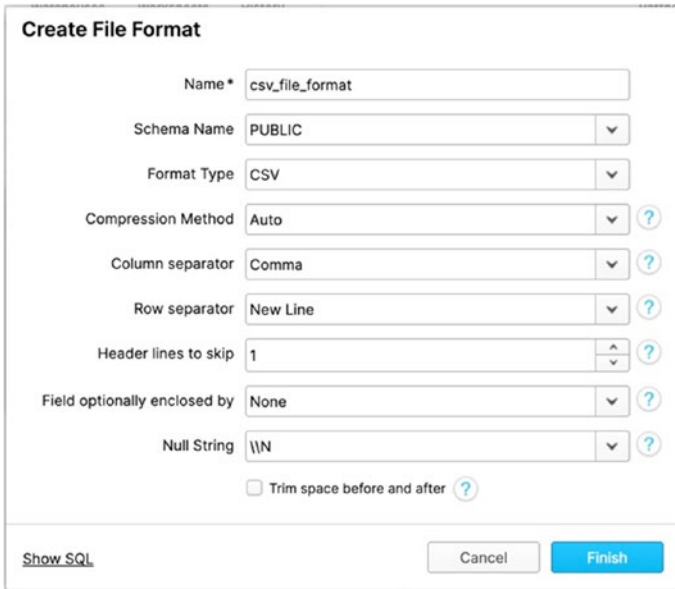 Create File Format
Name* csv_file_format
Schema Name PUBLIC
Format Type CSV
Compression Method Auto ?
Column separator Comma ?
Row separator New Line ?
Header lines to skip 1 ?
Field optionally enclosed by None ?
Null String \\N ?
Trim space before and after ?
Show SQL Cancel Finish